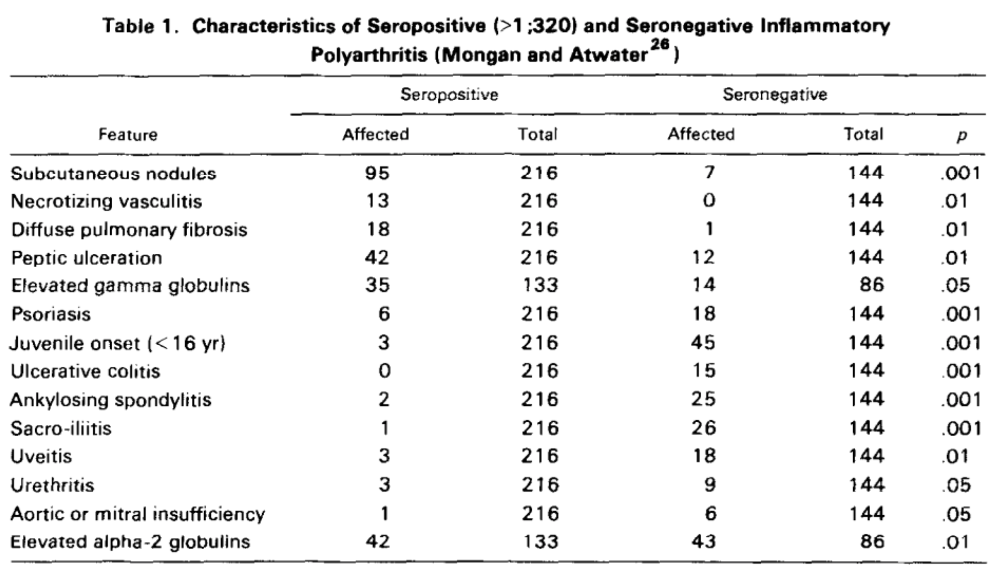 Table 1. Characteristics of Seropositive (>1 ;320) and Seronegative Inflammatory
Polyarthritis (Mongan and Atwater26)
Seropositive Seronegative
Feature Affected Total Affected Total p
Subcutaneous nodules 95 216 7 144 .001
Necrotizing vasculitis 13 216 0 144 .01
Diffuse pulmonary fibrosis 18 216 1 144 .01
Peptic ulceration 42 216 12 144 .01
Elevated gamma globulins 35 133 14 86 .05
Psoriasis 6 216 18 144 .001
Juvenile onset (<16 yr) 3 216 45 144 .001
Ulcerative colitis 0 216 15 144 .001
Ankylosing spondylitis 2 216 25 144 .001
Sacro-iliitis 1 216 26 144 .001
Uveitis 3 216 18 144 .01
Urethritis 3 216 9 144 .05
Aortic or mitral insufficiency 1 216 6 144 .05
Elevated alpha-2 globulins 42 133 43 86 .01